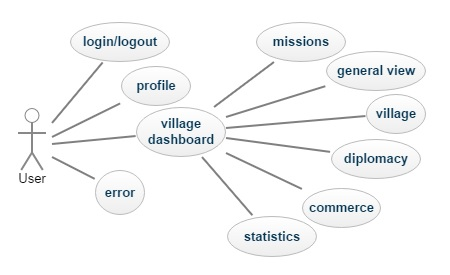 login/logout
missions
general view
profile
village
village
dashboard
diplomacy
User
error
commerce
statistics